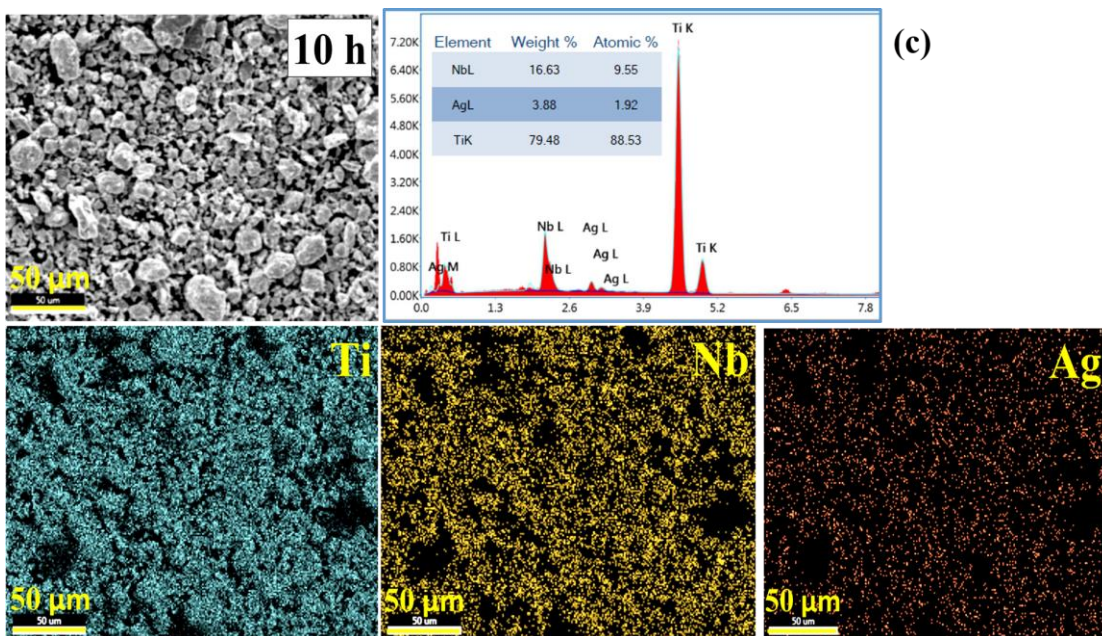 10 h
50 μm
50 um
(c)
Element Weight % Atomic %
NbL 16.63 9.55
AgL 3.88 1.92
TiK 79.48 88.53
7.20K
6.40K
5.60K
4.80K
4.00K
3.20K
2.40K
1.60K
0.80K
0.00K
Ti K
Nb L
Ag L
Ti L
Ag L
Ti K
Ag M
Nb L
Ag L
0.0 1.3 2.6 3.9 5.2 6.5 7.8
Ti
50 μm
50 um
Nb
50 μm
50 um
Ag
50 μm
50 um